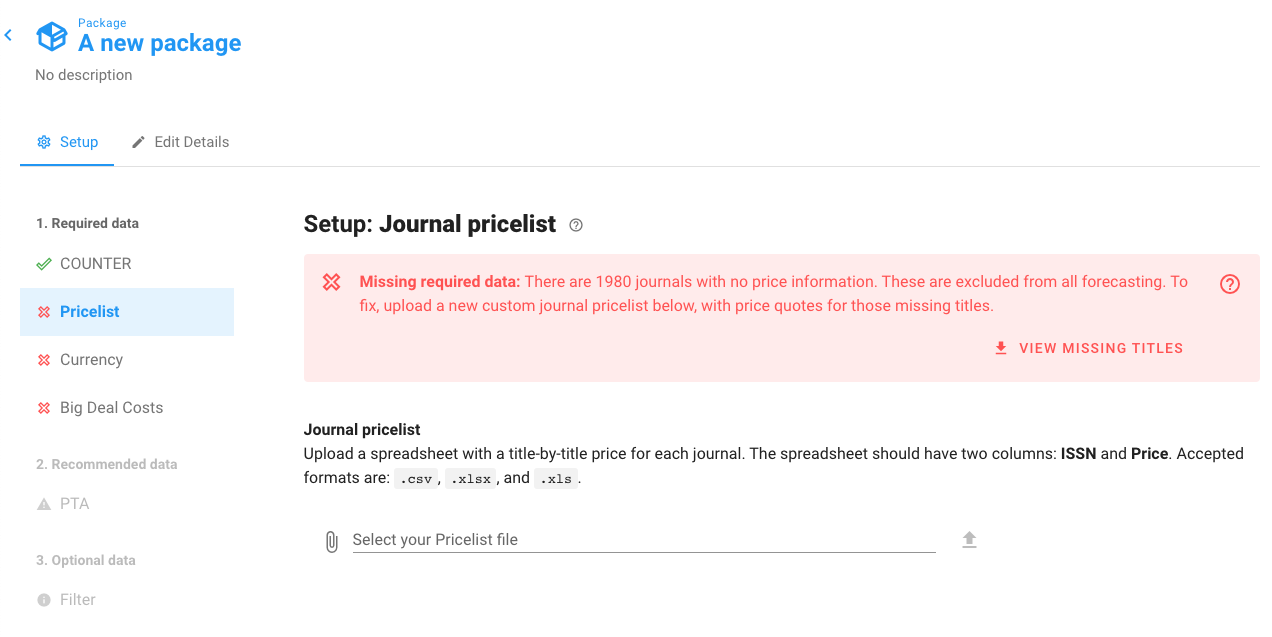 Package
A new package
No description
Setup
Edit Details
1. Required data
COUNTER
Pricelist
Currency
Big Deal Costs
2. Recommended data
PTA
3. Optional data
Filter
Setup: Journal pricelist
Missing required data: There are 1980 journals with no price information. These are excluded from all forecasting. To
fix, upload a new custom journal pricelist below, with price quotes for those missing titles.
VIEW MISSING TITLES
Journal pricelist
Upload a spreadsheet with a title-by-title price for each journal. The spreadsheet should have two columns: ISSN and Price. Accepted
formats are: .csv, .xlsx, and .xls.
Select your Pricelist file